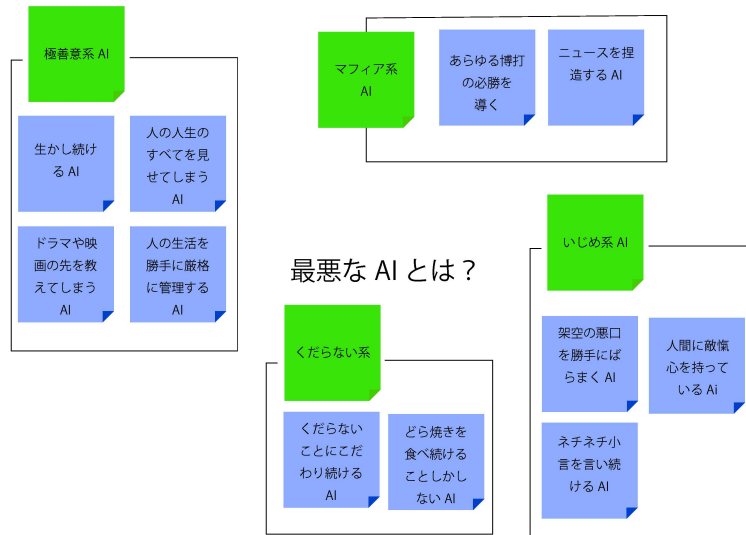 極善意系 AI
生かし続け
る AI
人の人生の
すべてを見
せてしまう
AI
ドラマや映
画の先を教
えてしまう
AI
人の生活を
勝手に厳格
に管理する
AI
マフィア系
AI
あらゆる博打
の必勝を
導く
ニュースを捏
造する AI
最悪な AI とは？
くだらない系
くだらない
ことにこだ
わり続ける
AI
どら焼きを
食べ続ける
ことしかし
ない AI
いじめ系 AI
架空の悪口
を勝手にば
らまく AI
人間に敵愾
心を持って
いる Ai
ネチネチ小
言を言い続
ける AI